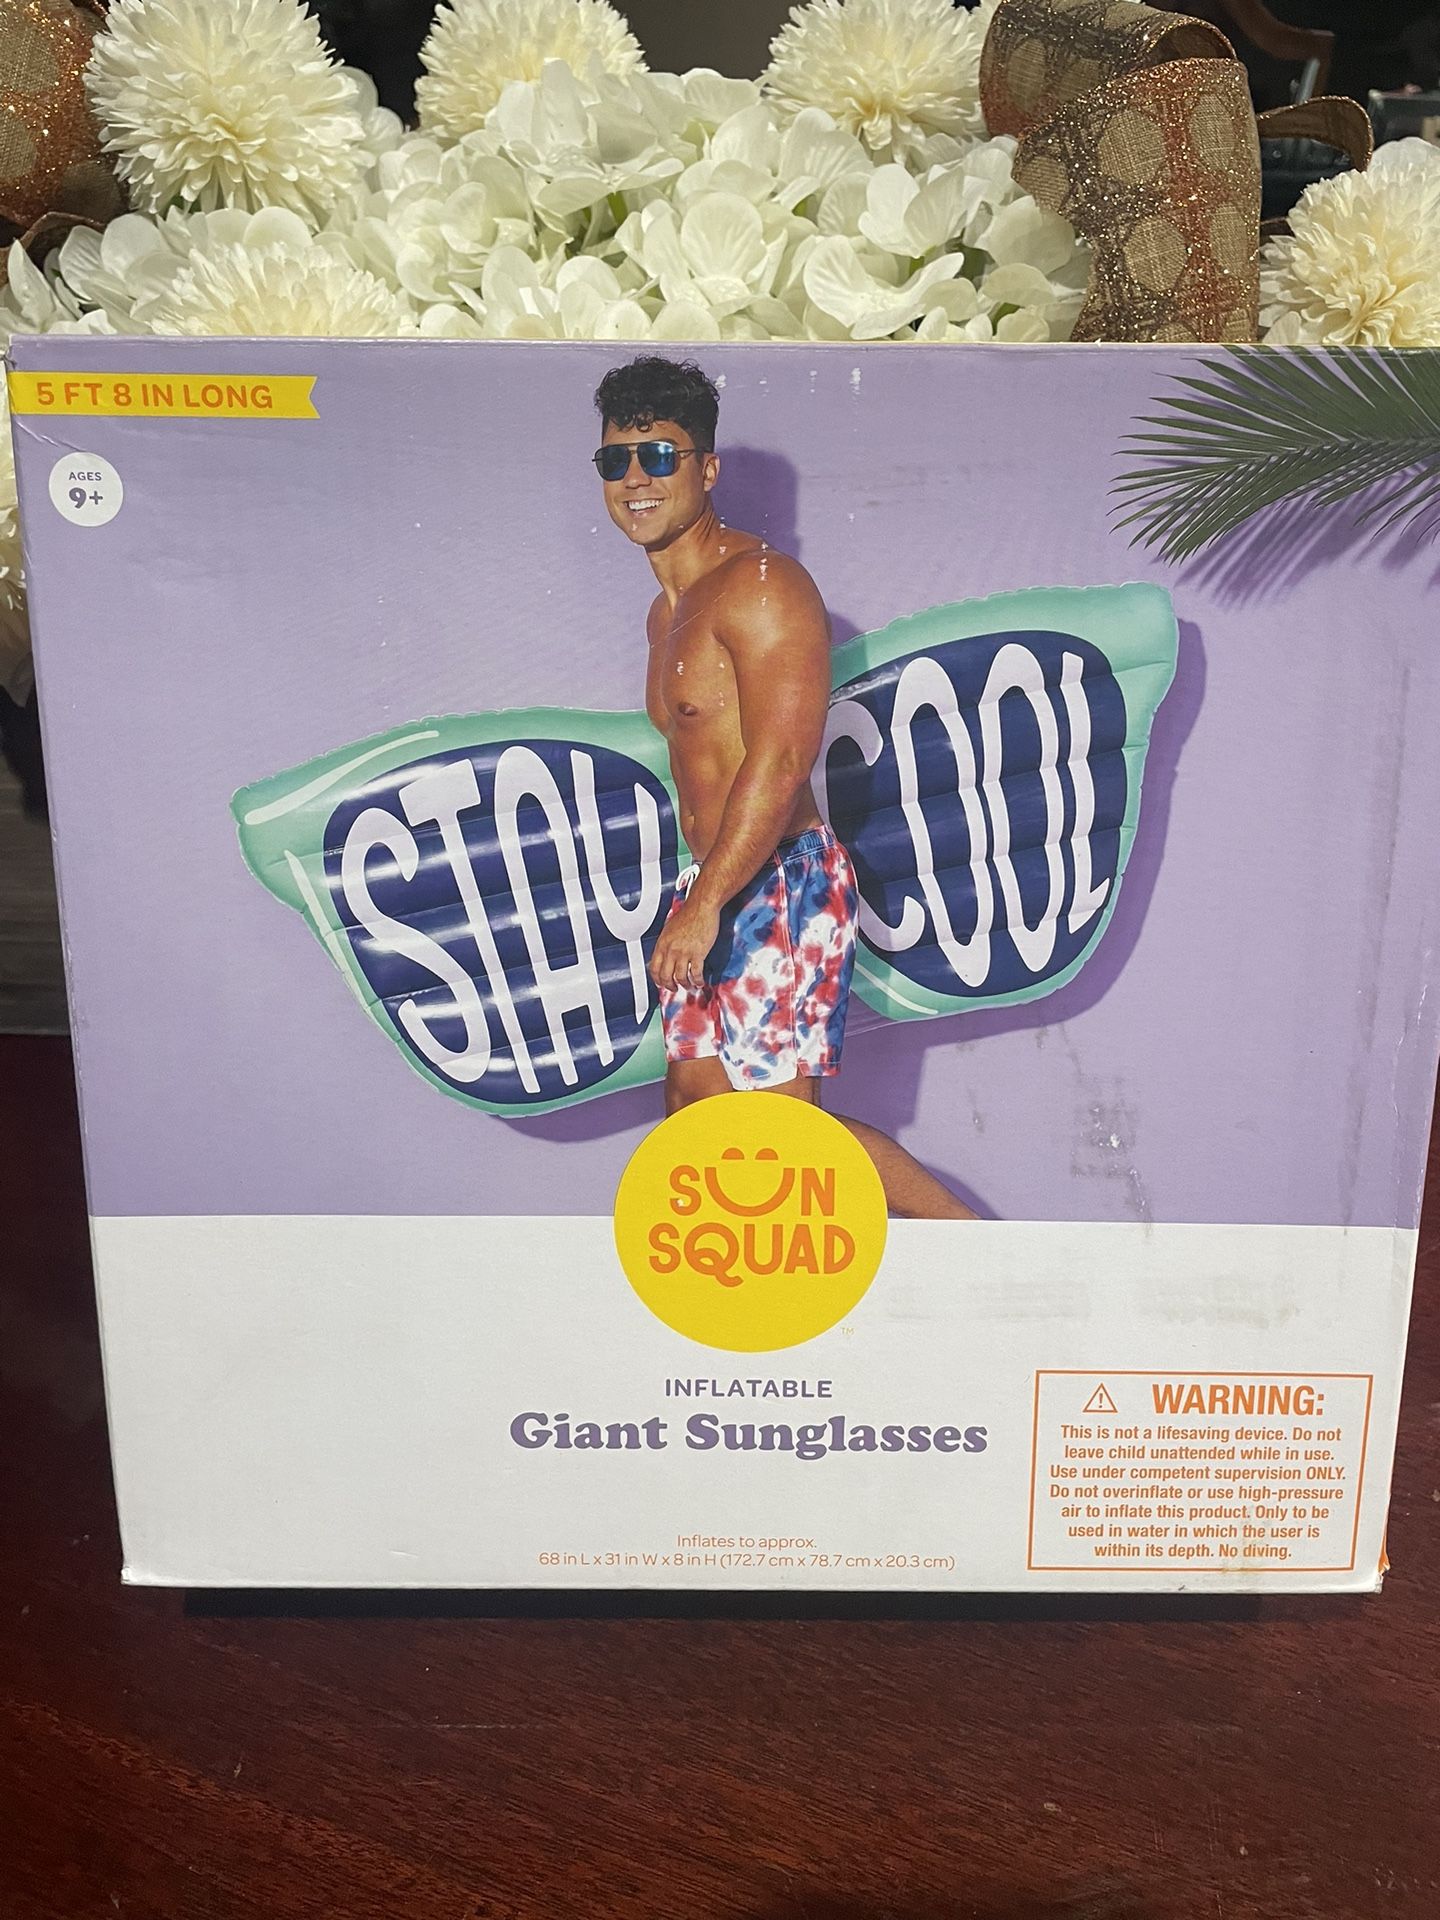 5 FT 8 IN LONG
AGES
9+
STAY COOL
SUN
SQUAD
TM
INFLATABLE
Giant Sunglasses
Inflates to approx.
68 in L x 31 in W x 8 in H (172.7 cm x 78.7 cm x 20.3 cm)
WARNING:
This is not a lifesaving device. Do not
leave child unattended while in use.
Use under competent supervision ONLY.
Do not overinflate or use high-pressure
air to inflate this product. Only to be
used in water in which the user is
within its depth. No diving.